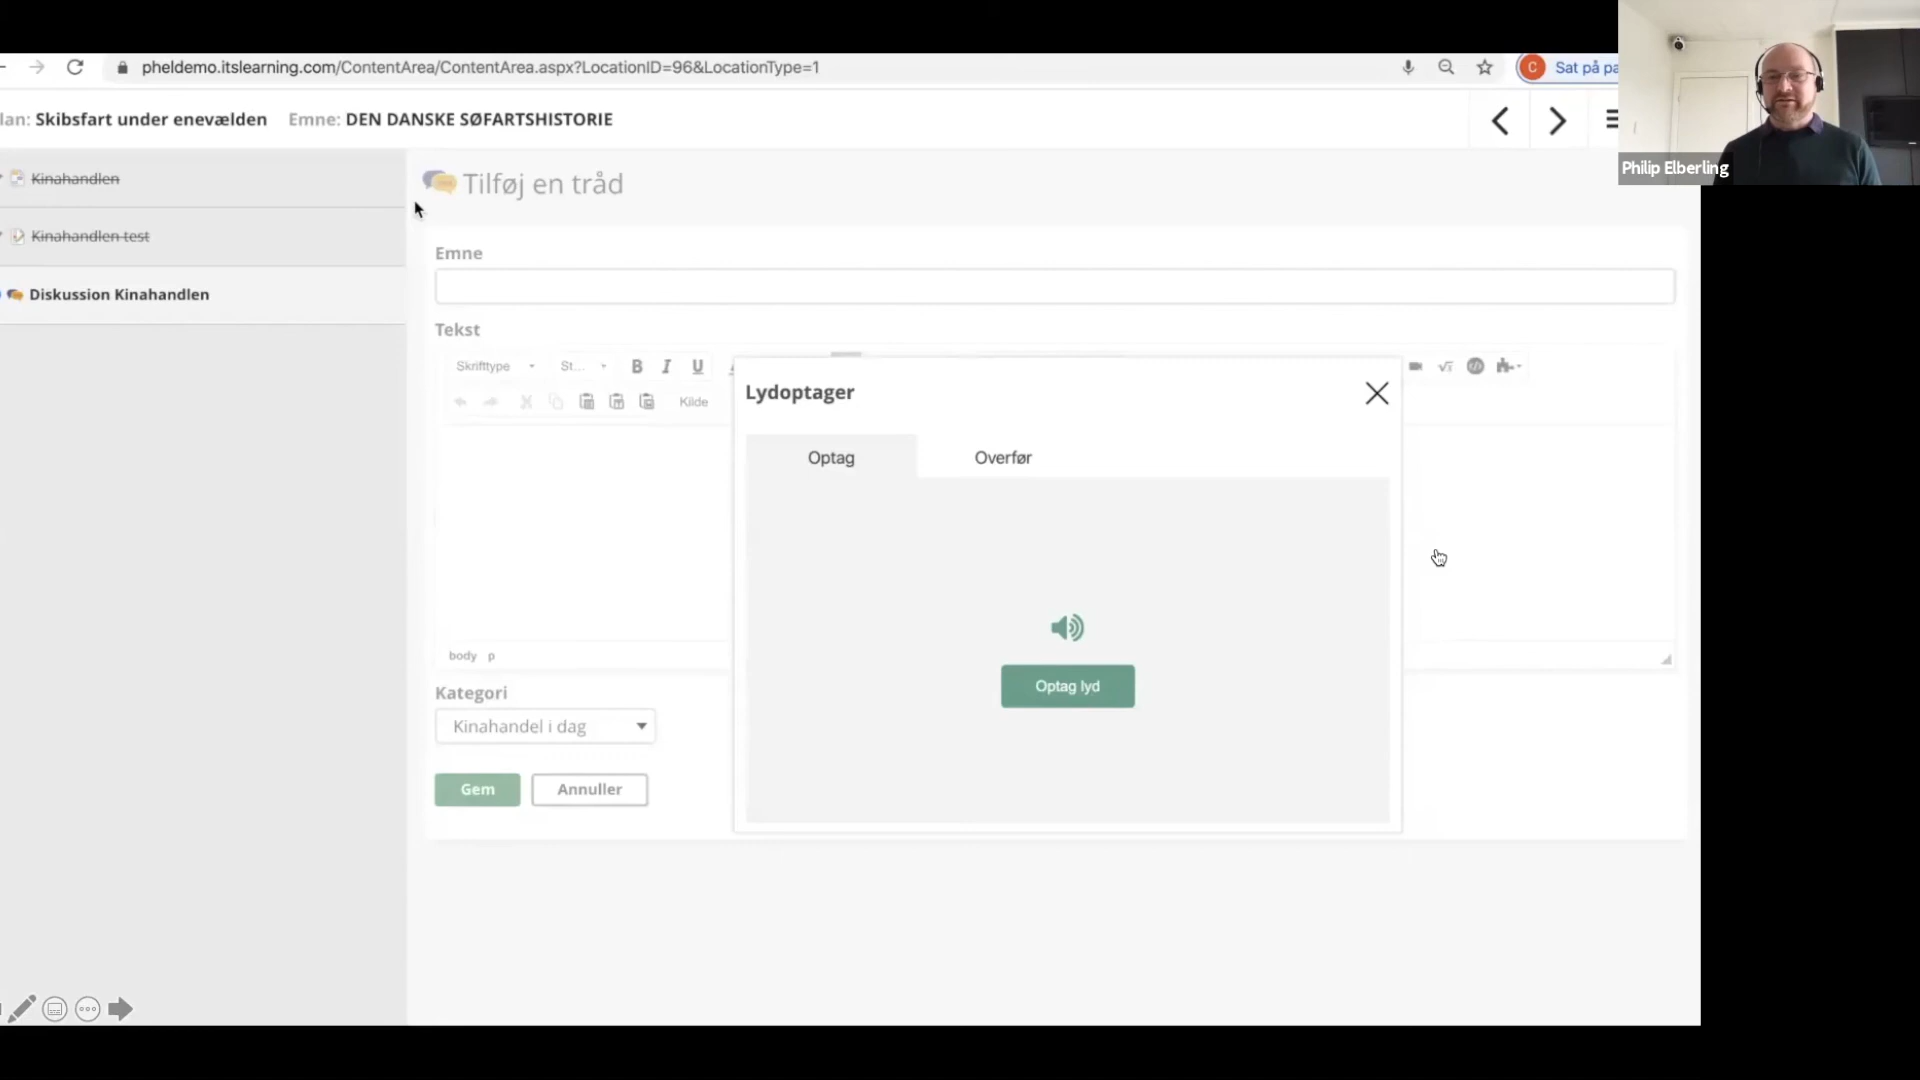 pheldemo.itslearning.com/ContentArea/ContentArea.aspx?LocationID=96&LocationType=1
C Sat på pa
lan: Skibsfart under enevælden Emne: DEN DANSKE SØFARTSHISTORIE
Philip Elberling
Kinahandlen
Kinahandlen test
Diskussion Kinahandlen
Tilføj en tråd
Emne
Tekst
Skrifttype St... B I U
Kilde
Lydoptager
Optag Overfør
Optag lyd
body p
Kategori
Kinahandel i dag
Gem Annuller